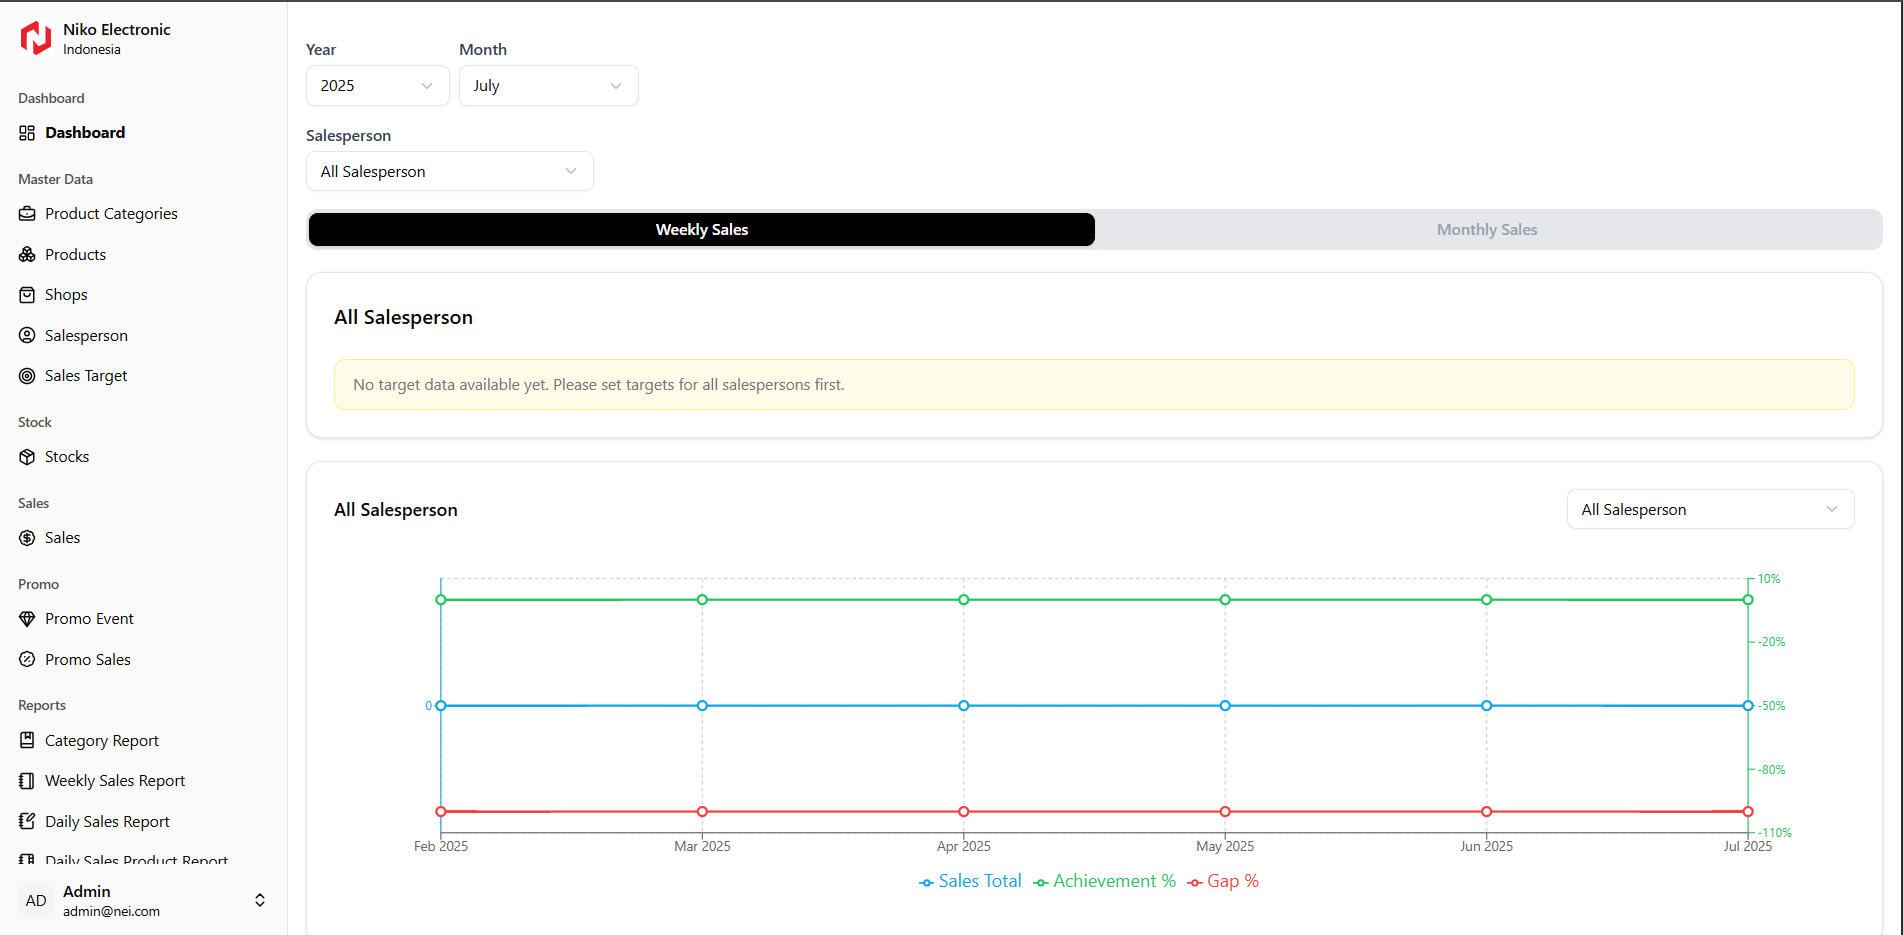 Niko Electronic
Indonesia
Dashboard
Dashboard
Master Data
Product Categories
Products
Shops
Salesperson
Sales Target
Stock
Stocks
Sales
Sales
Promo
Promo Event
Promo Sales
Reports
Category Report
Weekly Sales Report
Daily Sales Report
Daily Sales Product Report
AD
Admin
admin@nei.com
Year
Month
2025
July
Salesperson
All Salesperson
Weekly Sales
Monthly Sales
All Salesperson
No target data available yet. Please set targets for all salespersons first.
All Salesperson
All Salesperson
10%
-20%
0
-50%
-80%
-110%
Feb 2025
Mar 2025
Apr 2025
May 2025
Jun 2025
Jul 2025
Sales Total
Achievement %
Gap %